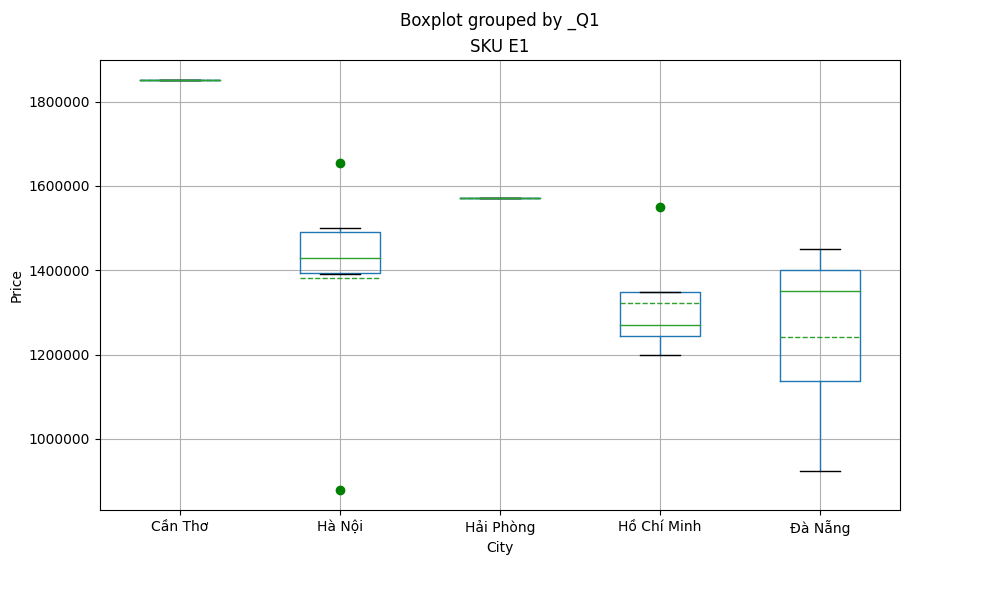 Boxplot grouped by _Q1
SKU E1
1800000
1600000
1400000
1200000
1000000
Price
Cần Thơ
Hà Nội
Hải Phòng
Hồ Chí Minh
Đà Nẵng
City